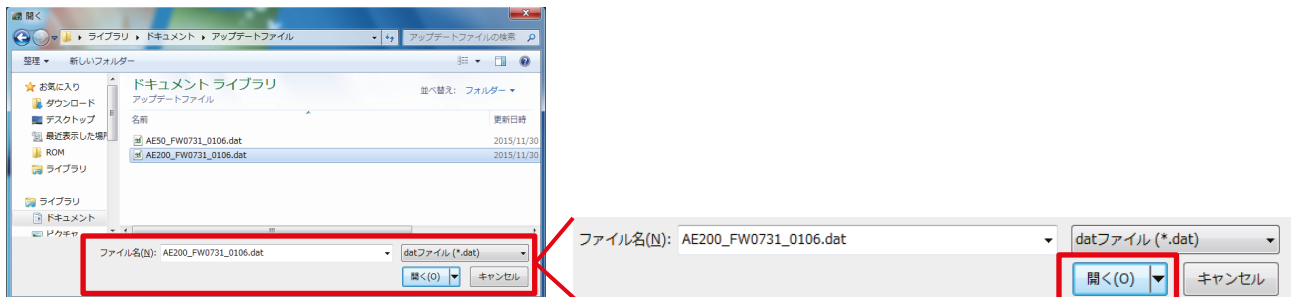 開く
ライブラリ ▸ ドキュメント ▸ アップデートファイル
アップデートファイルの検索
整理 ▾ 新しいフォルダー
お気に入り
ダウンロード
デスクトップ
最近表示した場所
ROM
ライブラリ
ライブラリ
ドキュメント
ピクチャ
ドキュメント ライブラリ
アップデートファイル
並べ替え: フォルダー ▾
名前 更新日時
AE50_FW0731_0106.dat 2015/11/30
AE200_FW0731_0106.dat 2015/11/30
ファイル名(N): AE200_FW0731_0106.dat datファイル (*.dat)
開く(O) キャンセル
ファイル名(N): AE200_FW0731_0106.dat datファイル (*.dat)
開く(O) キャンセル